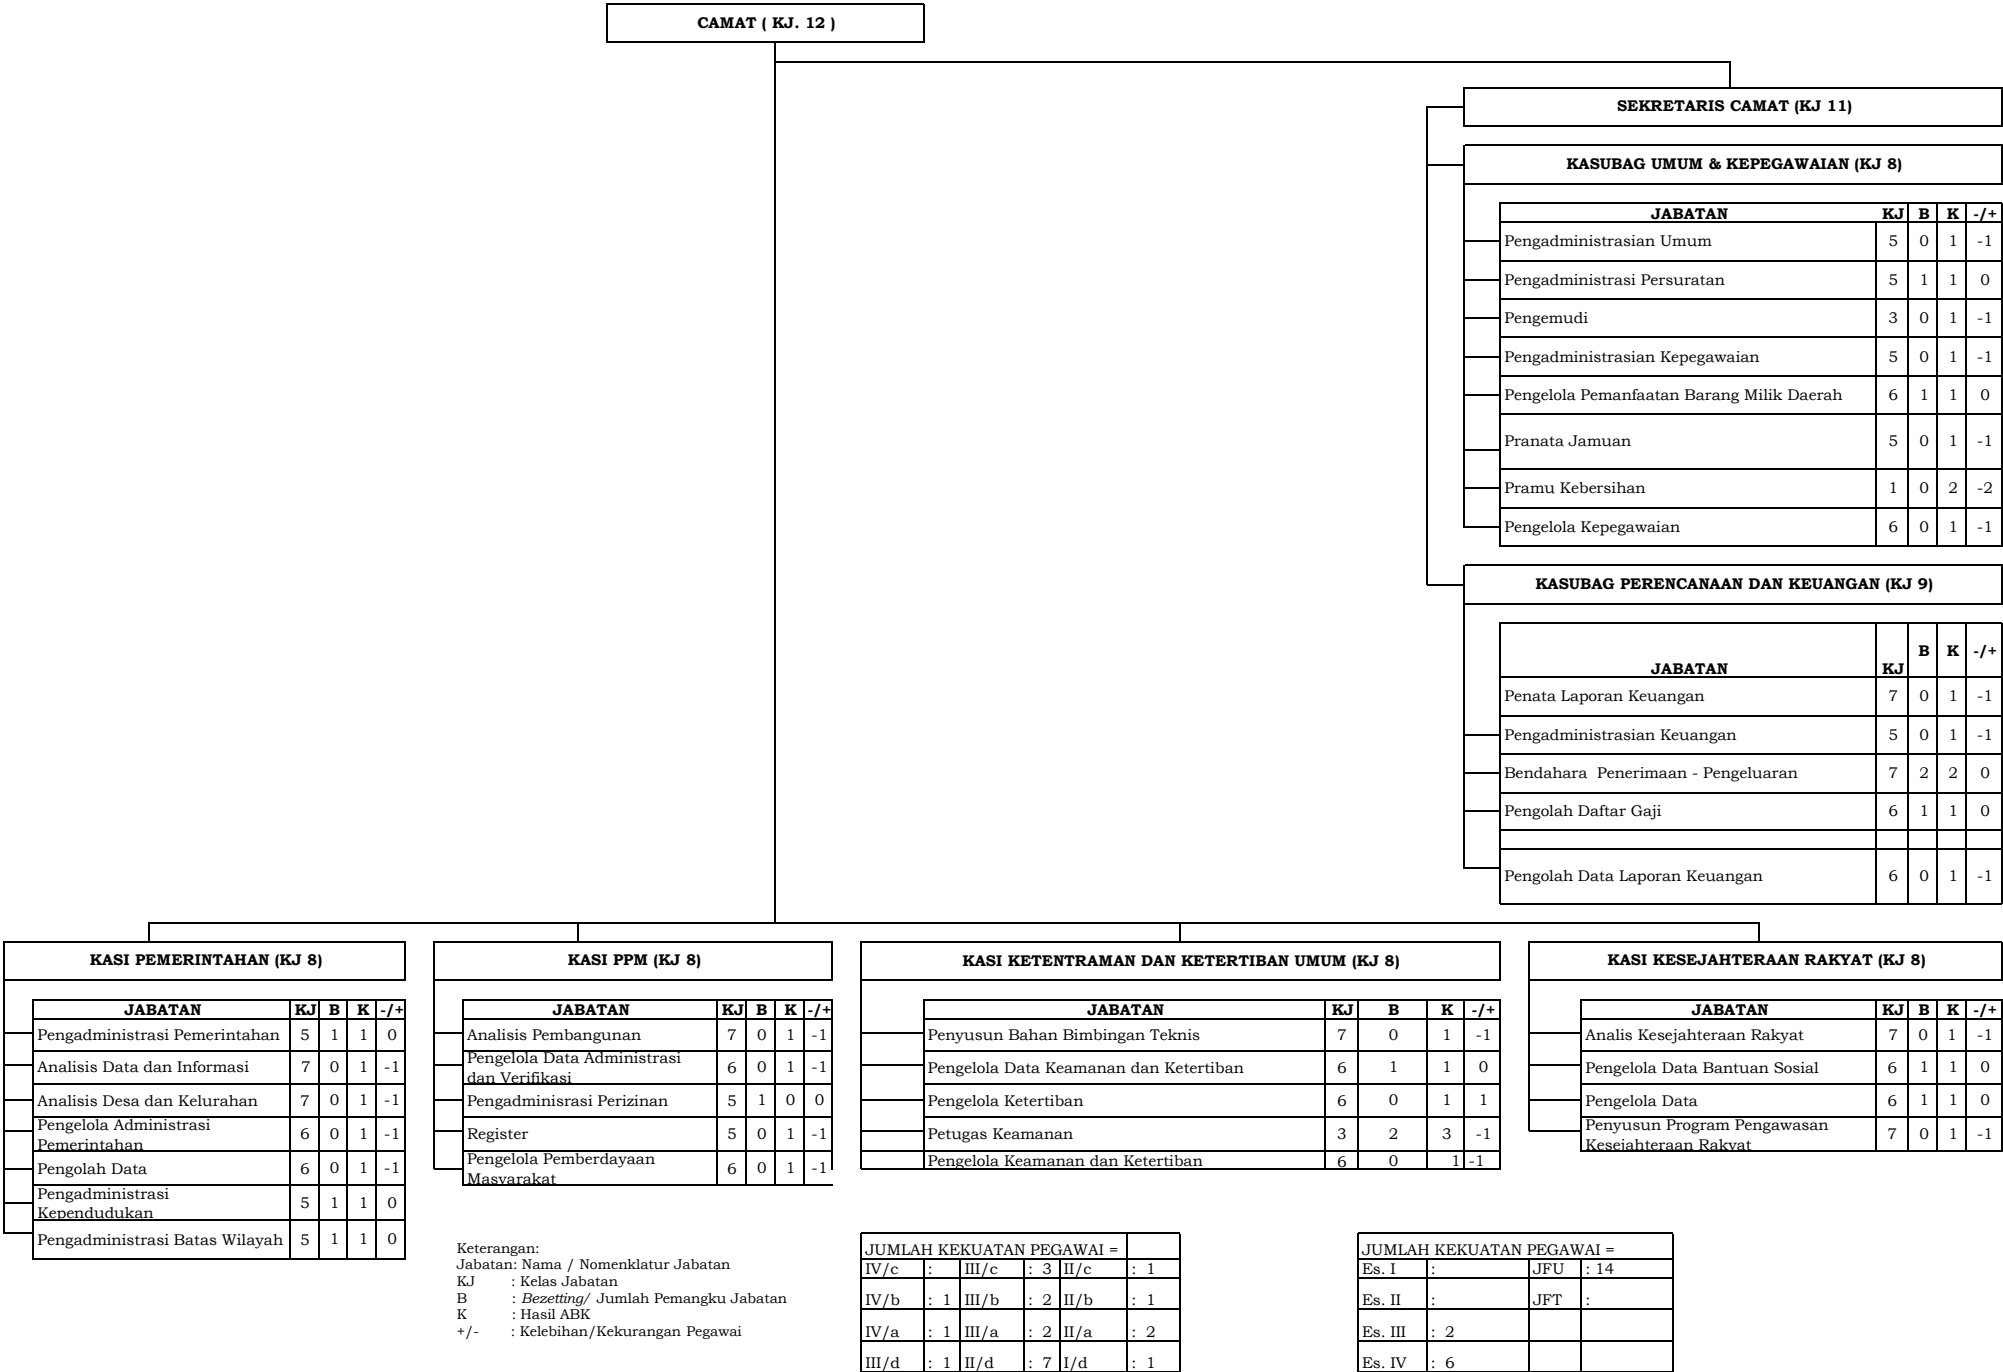 CAMAT ( KJ. 12 )
SEKRETARIS CAMAT (KJ 11)
KASUBAG UMUM & KEPEGAWAIAN (KJ 8)
JABATAN KJ B K -/+
Pengadministrasian Umum 5 0 1 -1
Pengadministrasi Persuratan 5 1 1 0
Pengemudi 3 0 1 -1
Pengadministrasian Kepegawaian 5 0 1 -1
Pengelola Pemanfaatan Barang Milik Daerah 6 1 1 0
Pranata Jamuan 5 0 1 -1
Pramu Kebersihan 1 0 2 -2
Pengelola Kepegawaian 6 0 1 -1
KASUBAG PERENCANAAN DAN KEUANGAN (KJ 9)
JABATAN KJ B K -/+
Penata Laporan Keuangan 7 0 1 -1
Pengadministrasian Keuangan 5 0 1 -1
Bendahara Penerimaan - Pengeluaran 7 2 2 0
Pengolah Daftar Gaji 6 1 1 0
Pengolah Data Laporan Keuangan 6 0 1 -1
KASI PEMERINTAHAN (KJ 8)
JABATAN KJ B K -/+
Pengadministrasi Pemerintahan 5 1 1 0
Analisis Data dan Informasi 7 0 1 -1
Analisis Desa dan Kelurahan 7 0 1 -1
Pengelola Administrasi
Pemerintahan 6 0 1 -1
Pengolah Data 6 0 1 -1
Pengadministrasi
Kependudukan 5 1 1 0
Pengadministrasi Batas Wilayah 5 1 1 0
KASI PPM (KJ 8)
JABATAN KJ B K -/+
Analisis Pembangunan 7 0 1 -1
Pengelola Data Administrasi
dan Verifikasi 6 0 1 -1
Pengadminisrasi Perizinan 5 1 0 0
Register 5 0 1 -1
Pengelola Pemberdayaan
Masyarakat 6 0 1 -1
KASI KETENTRAMAN DAN KETERTIBAN UMUM (KJ 8)
JABATAN KJ B K -/+
Penyusun Bahan Bimbingan Teknis 7 0 1 -1
Pengelola Data Keamanan dan Ketertiban 6 1 1 0
Pengelola Ketertiban 6 0 1 1
Petugas Keamanan 3 2 3 -1
Pengelola Keamanan dan Ketertiban 6 0 1 -1
KASI KESEJAHTERAAN RAKYAT (KJ 8)
JABATAN KJ B K -/+
Analis Kesejahteraan Rakyat 7 0 1 -1
Pengelola Data Bantuan Sosial 6 1 1 0
Pengelola Data 6 1 1 0
Penyusun Program Pengawasan
Kesejahteraan Rakyat 7 0 1 -1
Keterangan:
Jabatan: Nama / Nomenklatur Jabatan
KJ : Kelas Jabatan
B : Bezetting/ Jumlah Pemangku Jabatan
K : Hasil ABK
+/- : Kelebihan/Kekurangan Pegawai
JUMLAH KEKUATAN PEGAWAI =
IV/c : III/c : 3 II/c : 1
IV/b : 1 III/b : 2 II/b : 1
IV/a : 1 III/a : 2 II/a : 2
III/d : 1 II/d : 7 I/d : 1
JUMLAH KEKUATAN PEGAWAI =
Es. I : JFU : 14
Es. II : JFT :
Es. III : 2
Es. IV : 6